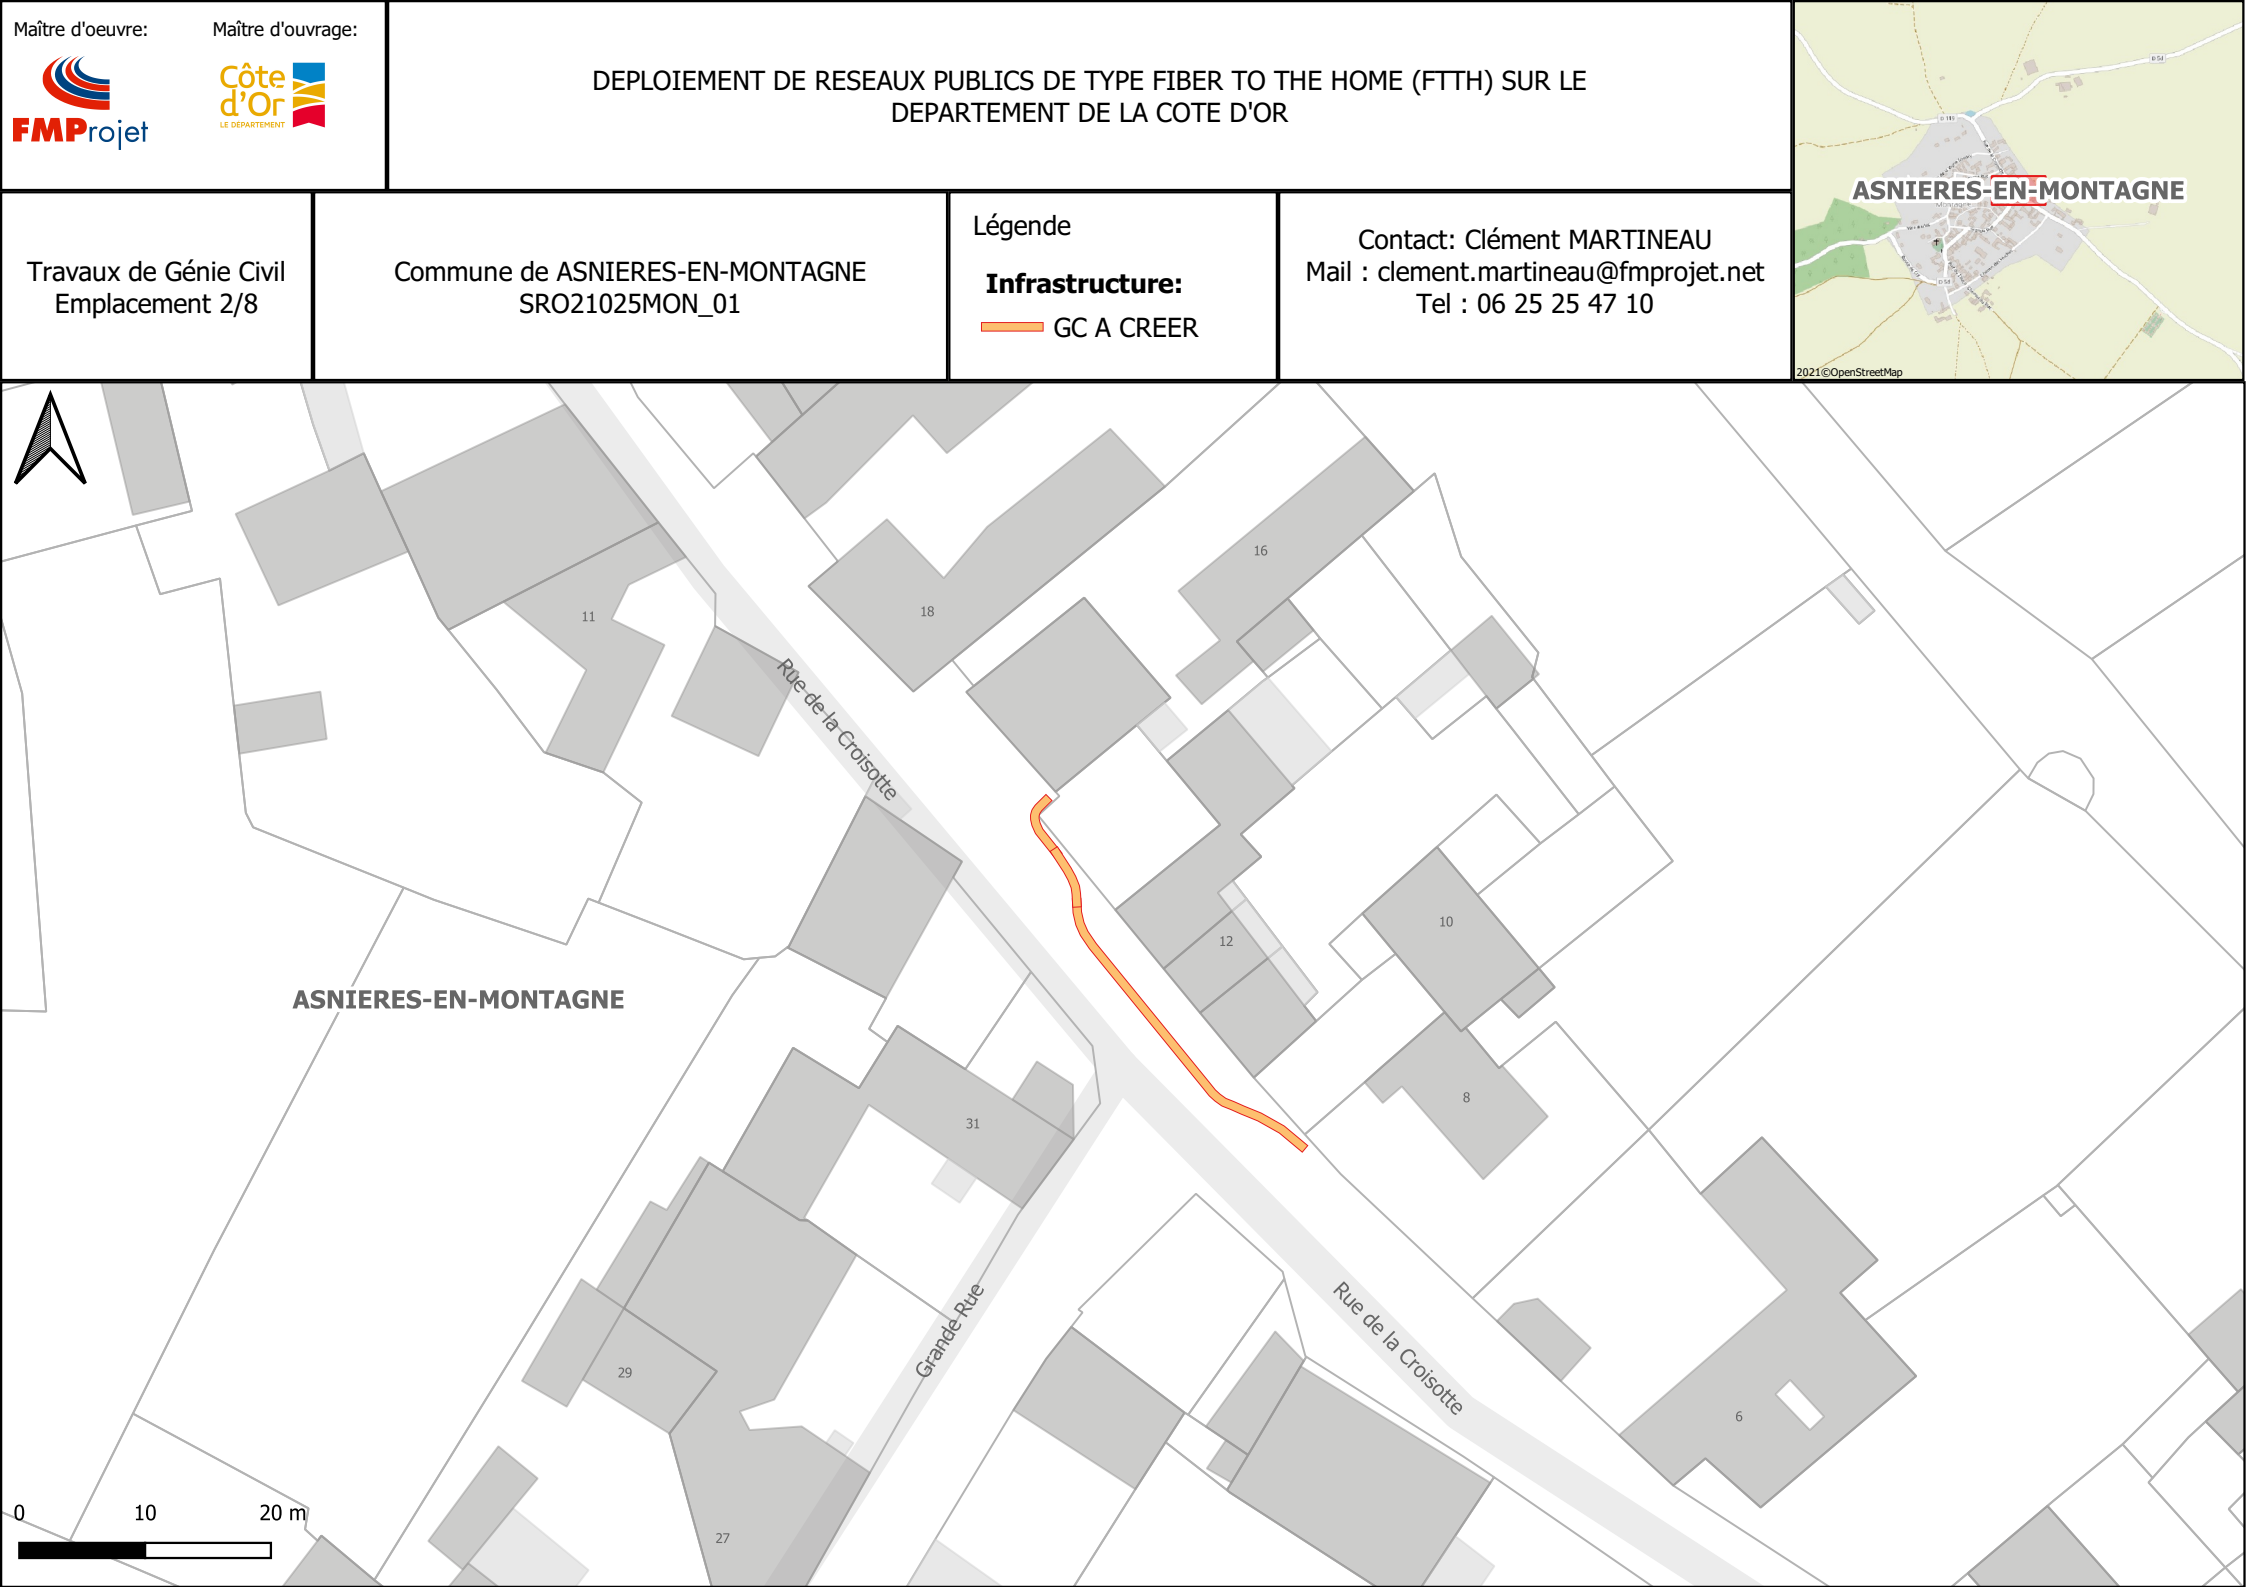 Maître d'oeuvre:
Maître d'ouvrage:
FMProjet
Côte
d'Or
LE DÉPARTEMENT
DEPLOIEMENT DE RESEAUX PUBLICS DE TYPE FIBER TO THE HOME (FTTH) SUR LE
DEPARTEMENT DE LA COTE D'OR
Travaux de Génie Civil
Emplacement 2/8
Commune de ASNIERES-EN-MONTAGNE
SRO21025MON_01
Légende
Infrastructure:
GC A CREER
Contact: Clément MARTINEAU
Mail : clement.martineau@fmprojet.net
Tel : 06 25 25 47 10
ASNIERES-EN-MONTAGNE
2021©OpenStreetMap
16
18
11
Rue de la Croisotte
10
12
ASNIERES-EN-MONTAGNE
8
31
Grande Rue
Rue de la Croisotte
29
6
27
0 10 20 m